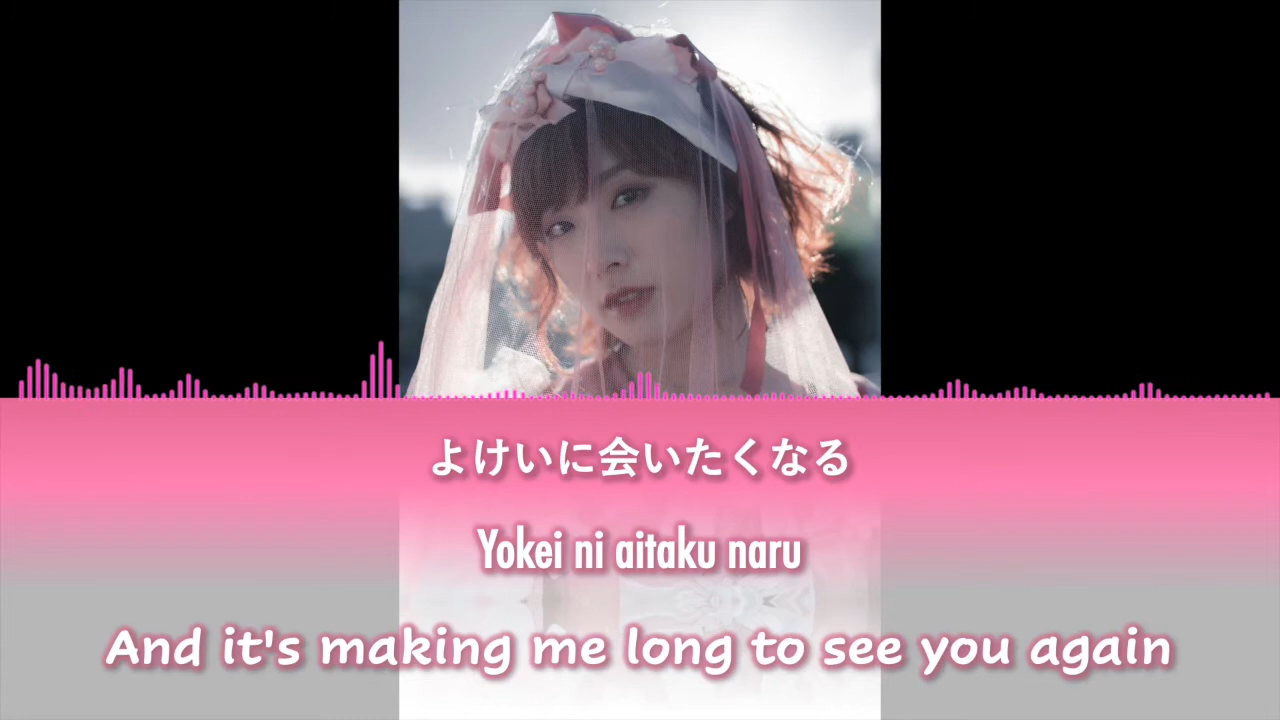 よけいに会いたくなる
Yokei ni aitaku naru
And it's making me long to see you again